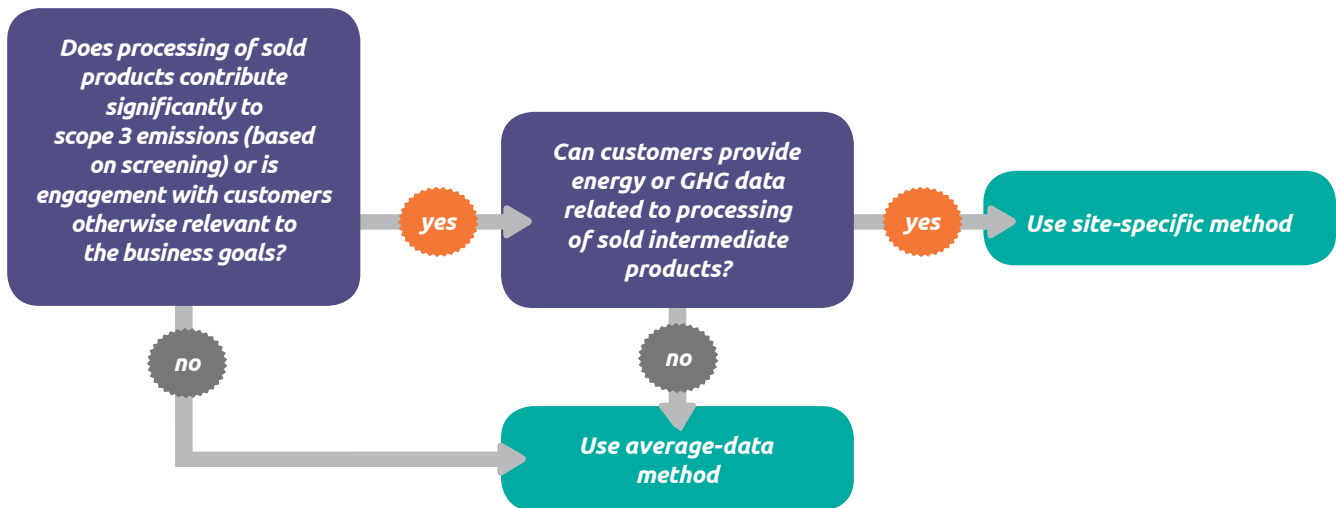 Does processing of sold
products contribute
significantly to
scope 3 emissions (based
on screening) or is
engagement with customers
otherwise relevant to
the business goals?
yes
Can customers provide
energy or GHG data
related to processing
of sold intermediate
products?
yes
Use site-specific method
no
no
Use average-data
method